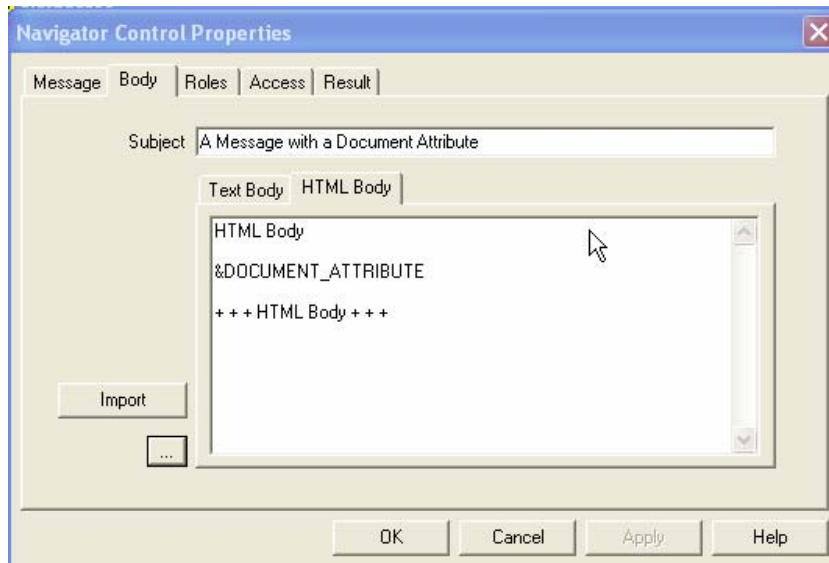 Navigator Control Properties
Message Body Roles Access Result
Subject A Message with a Document Attribute
Text Body HTML Body
HTML Body
&DOCUMENT_ATTRIBUTE
+ + + HTML Body + + +
Import
...
OK Cancel Apply Help